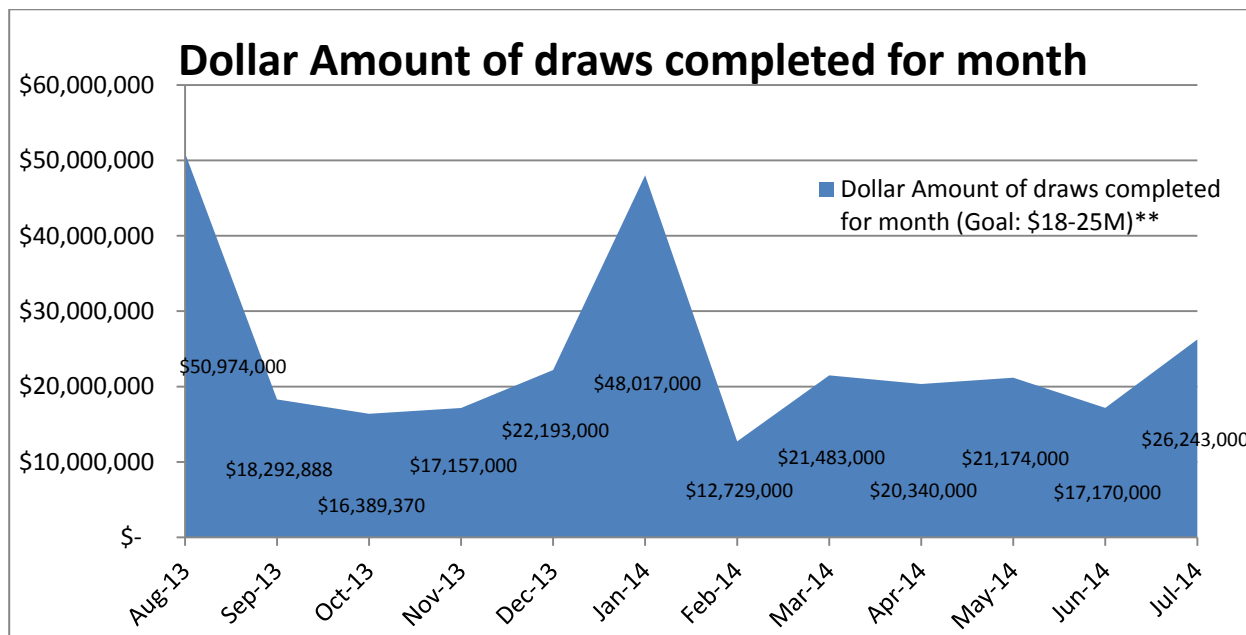 Dollar Amount of draws completed for month
$60,000,000
$50,000,000
$40,000,000
$30,000,000
$20,000,000
$10,000,000
$-
Dollar Amount of draws completed
for month (Goal: $18-25M)**
$50,974,000
$18,292,888
$16,389,370
$17,157,000
$22,193,000
$48,017,000
$12,729,000
$21,483,000
$20,340,000
$21,174,000
$17,170,000
$26,243,000
Aug-13
Sep-13
Oct-13
Nov-13
Dec-13
Jan-14
Feb-14
Mar-14
Apr-14
May-14
Jun-14
Jul-14